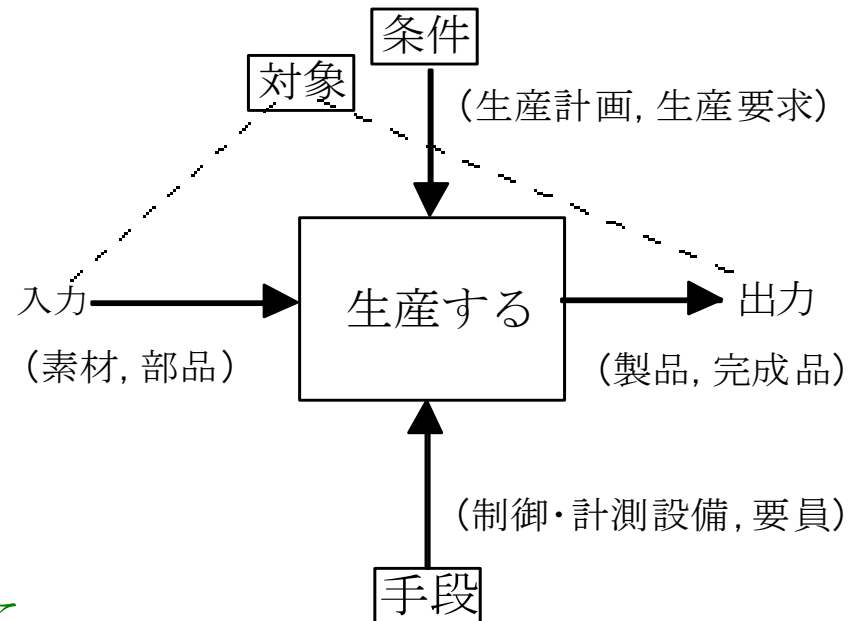 条件
対象
(生産計画, 生産要求)
入力
生産する
出力
(素材, 部品)
(製品, 完成品)
(制御・計測設備, 要員)
手段